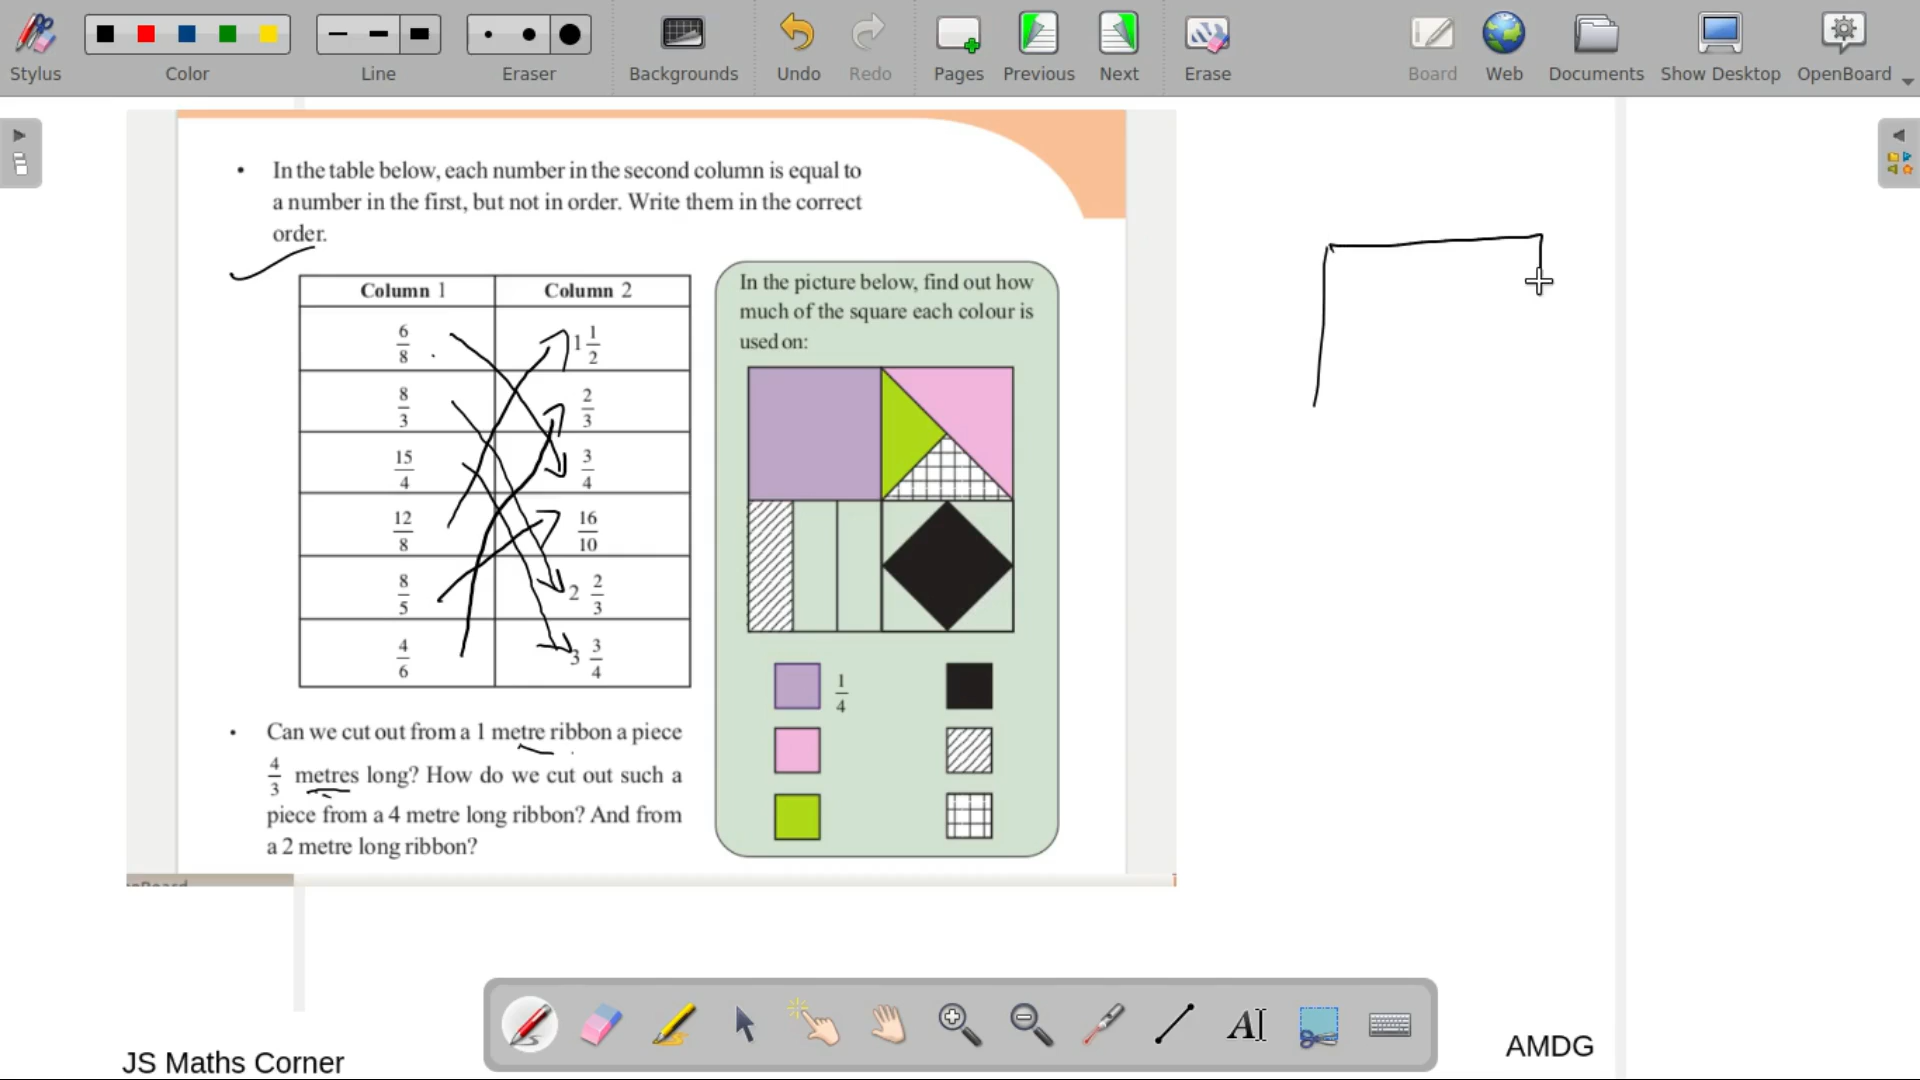 Stylus Color Line Eraser Backgrounds Undo Redo Pages Previous Next Erase Board Web Documents Show Desktop OpenBoard
• In the table below, each number in the second column is equal to
a number in the first, but not in order. Write them in the correct
order.
Column 1 Column 2
6/8 1 1/2
8/3 2/3
15/4 3/4
12/8 16/10
8/5 2 2/3
4/6 3 3/4
• Can we cut out from a 1 metre ribbon a piece
4/3 metres long? How do we cut out such a
piece from a 4 metre long ribbon? And from
a 2 metre long ribbon?
In the picture below, find out how
much of the square each colour is
used on:
1/4
JS Maths Corner
AI
AMDG